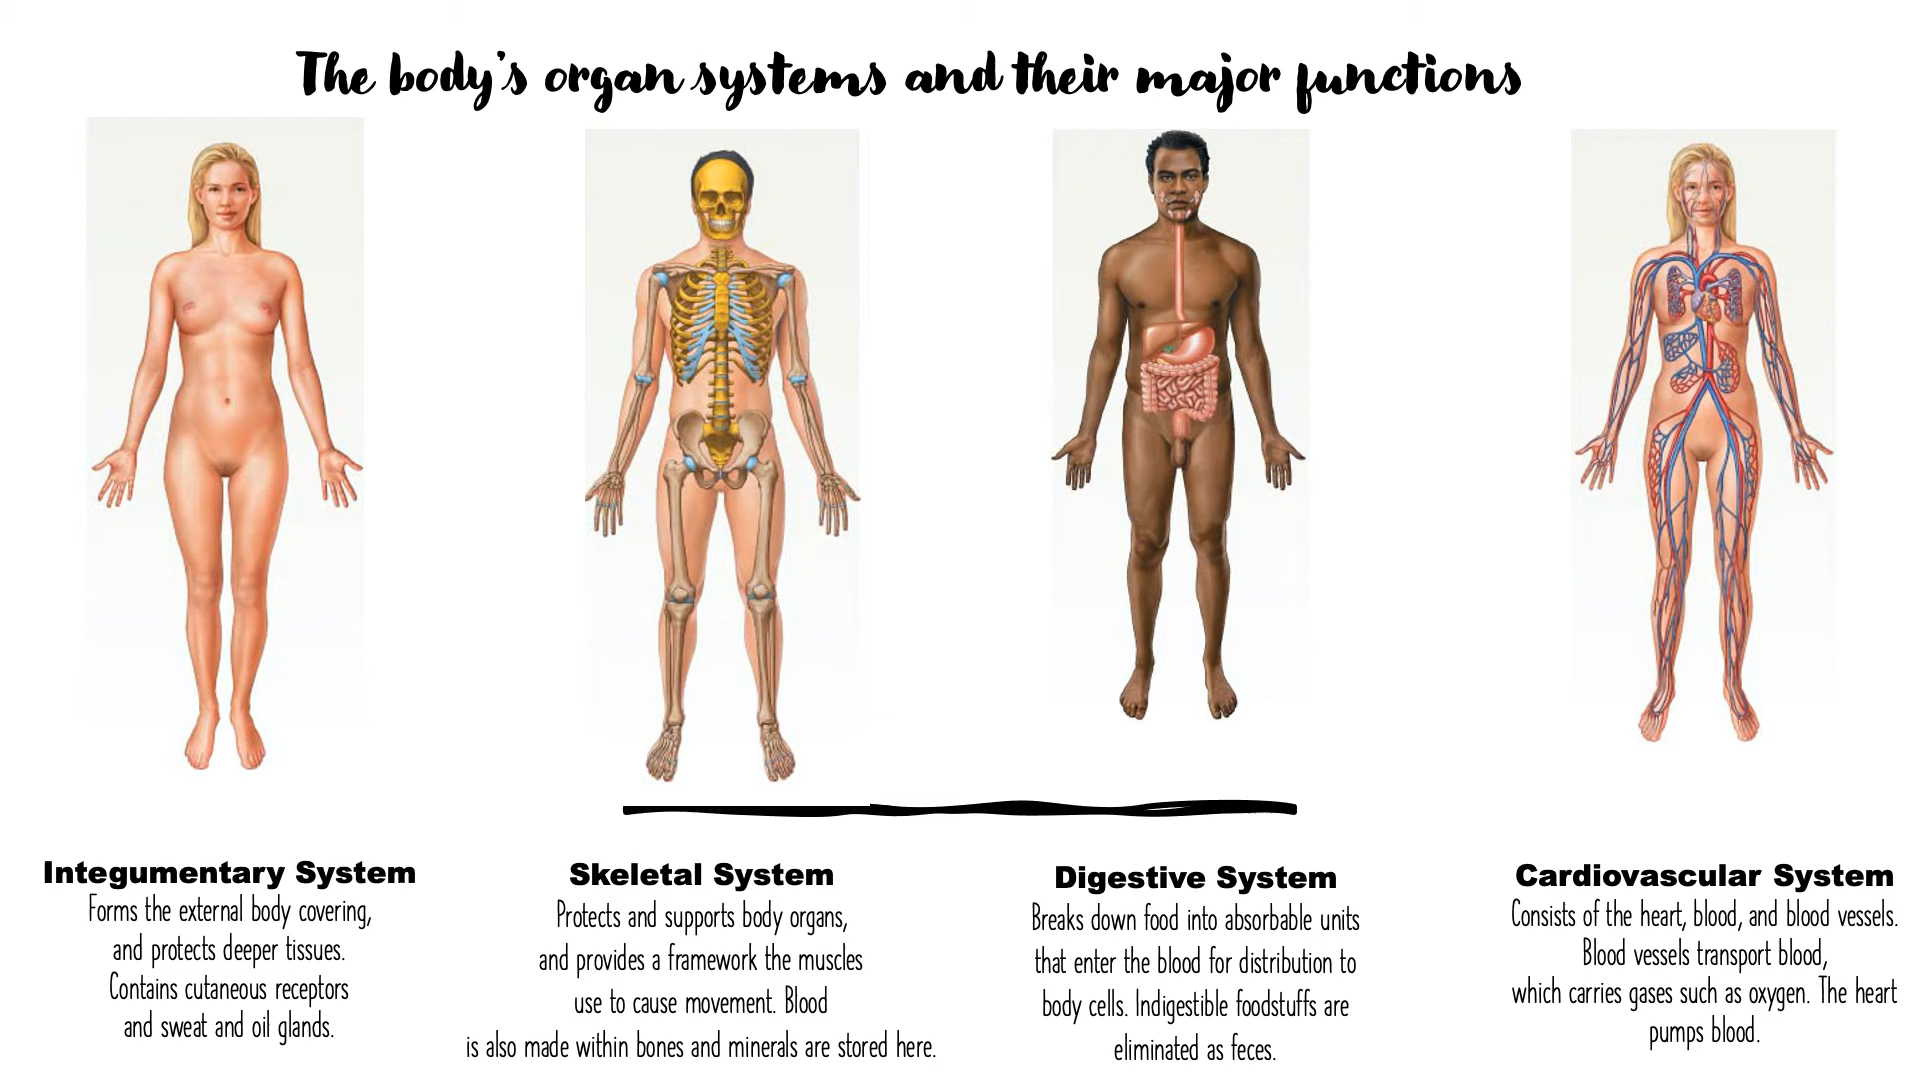 The body's organ systems and their major functions
Integumentary System
Forms the external body covering,
and protects deeper tissues.
Contains cutaneous receptors
and sweat and oil glands.
Skeletal System
Protects and supports body organs,
and provides a framework the muscles
use to cause movement. Blood
is also made within bones and minerals are stored here.
Digestive System
Breaks down food into absorbable units
that enter the blood for distribution to
body cells. Indigestible foodstuffs are
eliminated as feces.
Cardiovascular System
Consists of the heart, blood, and blood vessels.
Blood vessels transport blood,
which carries gases such as oxygen. The heart
pumps blood.